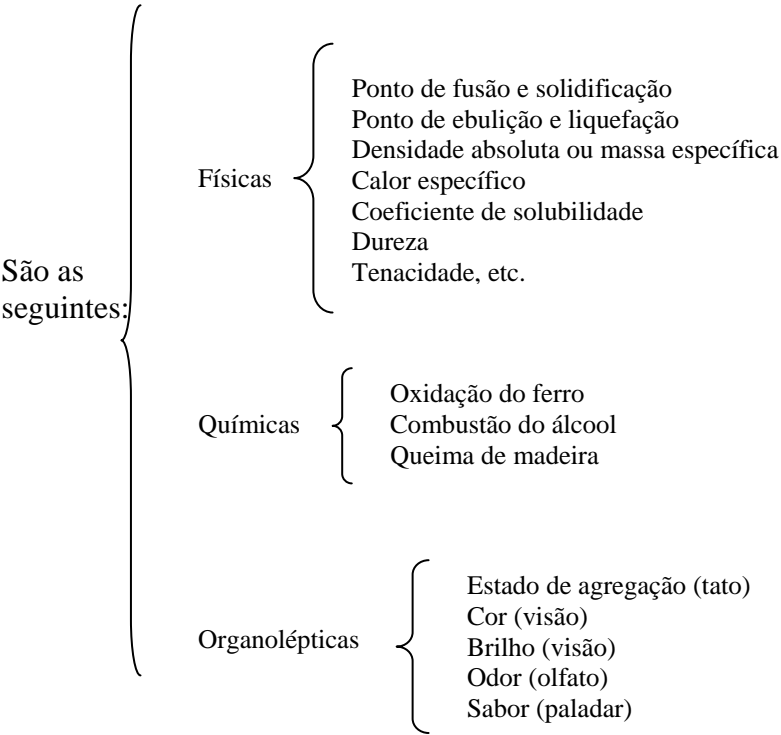 São as
seguintes:
Físicas
Ponto de fusão e solidificação
Ponto de ebulição e liquefação
Densidade absoluta ou massa específica
Calor específico
Coeficiente de solubilidade
Dureza
Tenacidade, etc.
Químicas
Oxidação do ferro
Combustão do álcool
Queima de madeira
Organolépticas
Estado de agregação (tato)
Cor (visão)
Brilho (visão)
Odor (olfato)
Sabor (paladar)